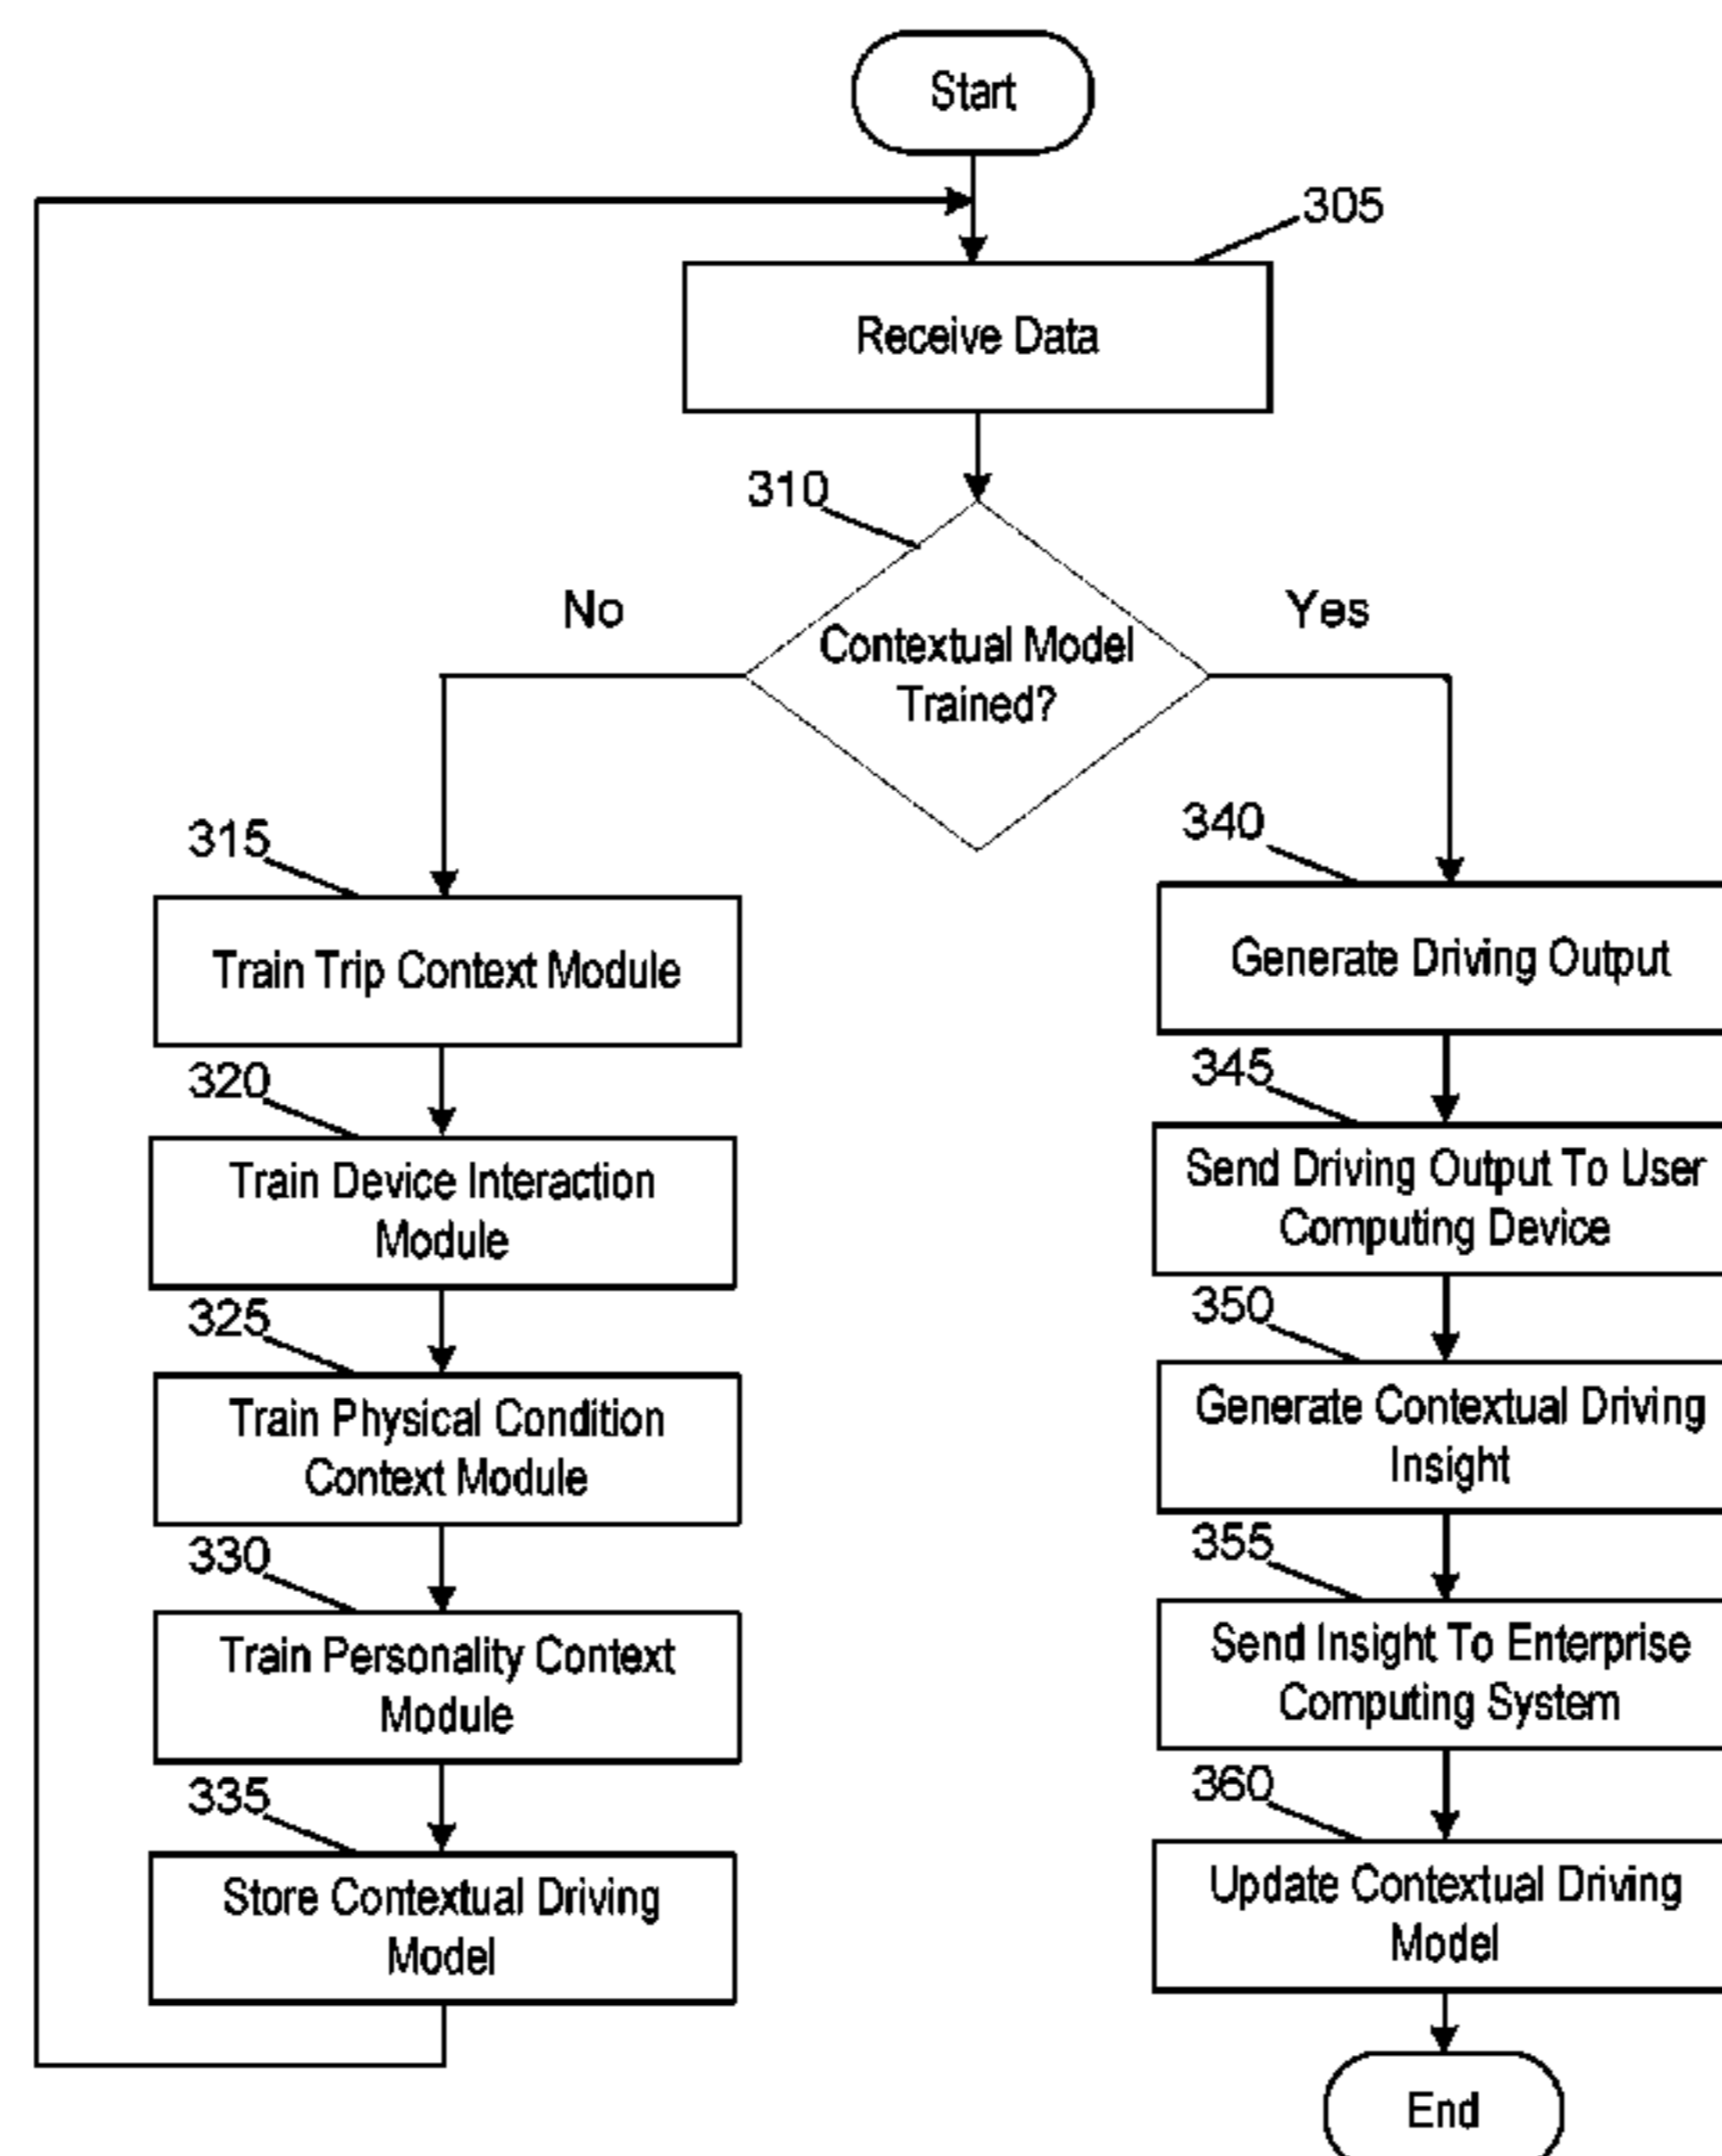 Start
305
Receive Data
310
No
Yes
Contextual Model
Trained?
315
Train Trip Context Module
320
Train Device Interaction
Module
325
Train Physical Condition
Context Module
330
Train Personality Context
Module
335
Store Contextual Driving
Model
340
Generate Driving Output
345
Send Driving Output To User
Computing Device
350
Generate Contextual Driving
Insight
355
Send Insight To Enterprise
Computing System
360
Update Contextual Driving
Model
End